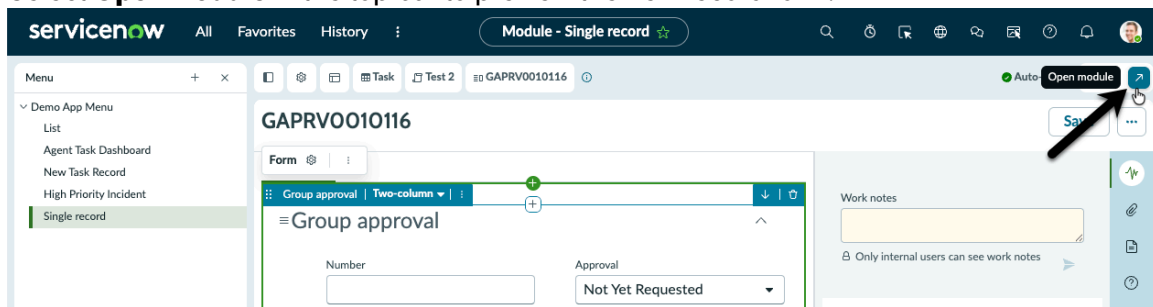 servicenow All Favorites History Module - Single record
Menu Task Test 2 GAPRV0010116 Auto- Open module
Demo App Menu
List
Agent Task Dashboard
New Task Record
High Priority Incident
Single record
GAPRV0010116
Form
Group approval | Two-column
Group approval
Number
Approval
Not Yet Requested
Work notes
Only internal users can see work notes